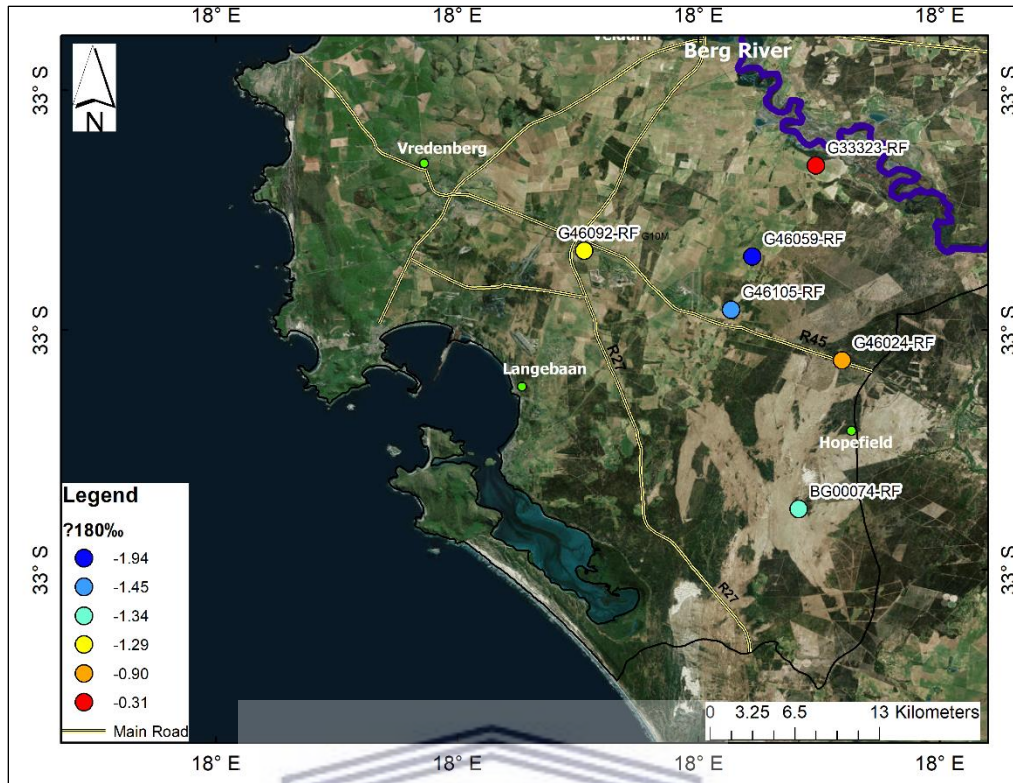 18° E 18° E 18° E 18° E
33° S
33° S
N
Berg River
G33323-RF
Vredenberg
G46092-RF
G10M
G46059-RF
G46105-RF
33° S
33° S
R27
R45
G46024-RF
Langebaan
Hopefield
BG00074-RF
33° S
33° S
R27
Legend
?18O‰
-1.94
-1.45
-1.34
-1.29
-0.90
-0.31
Main Road
0 3.25 6.5 13 Kilometers
18° E 18° E 18° E 18° E